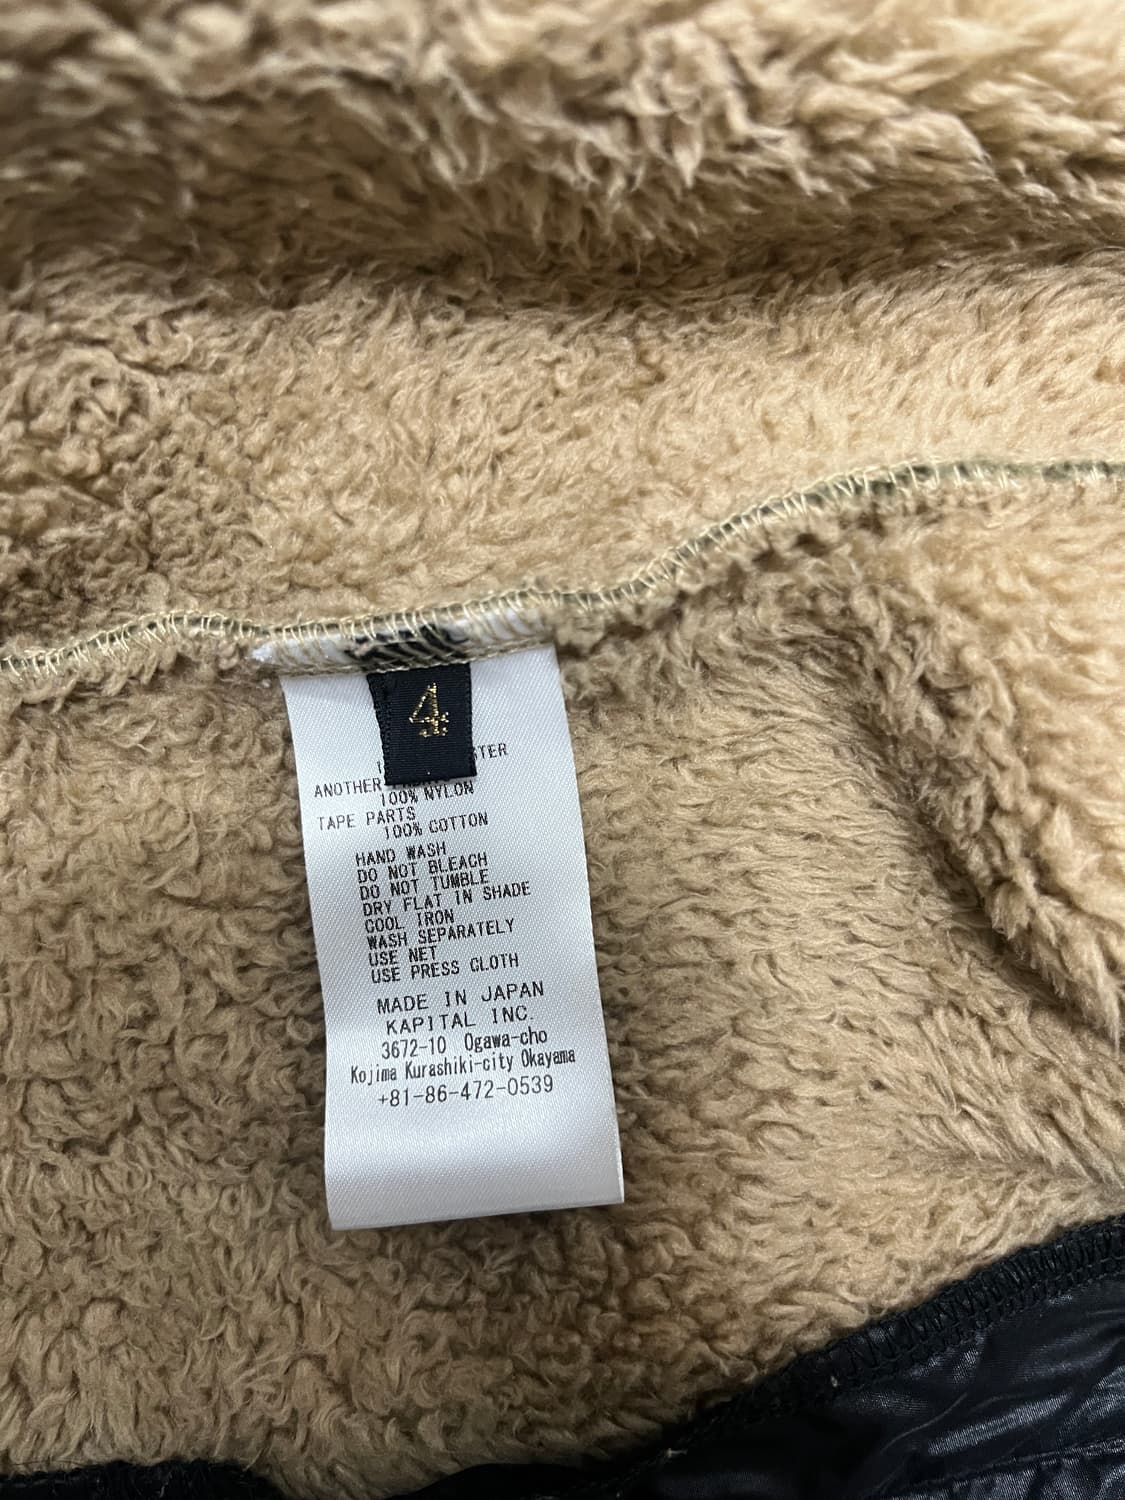 4
ANOTHER
100% NYLON
TAPE PARTS
100% COTTON
HAND WASH
DO NOT BLEACH
DO NOT TUMBLE
DRY FLAT IN SHADE
COOL IRON
WASH SEPARATELY
USE NET
USE PRESS CLOTH
MADE IN JAPAN
KAPITAL INC.
3672-10 Ogawa-cho
Kojima Kurashiki-city Okayama
+81-86-472-0539